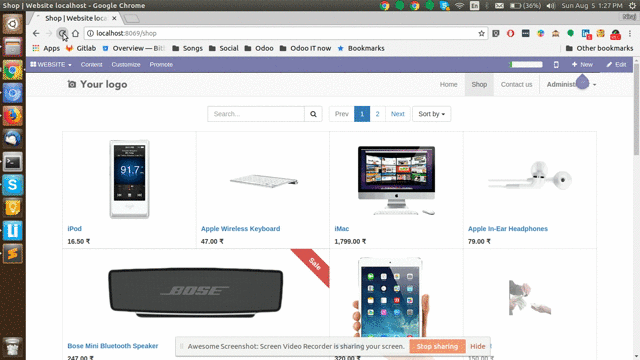 Shop | Website localhost - Google Chrome
(36%)
Sun Aug 5 1:27 PM
Shop | Website local
localhost:8069/shop
Apps
Gitlab
Overview — Bit
Songs
Social
Odoo
Odoo IT now
Bookmarks
Other bookmarks
WEBSITE
Content
Customize
Promote
New
Edit
Your logo
Home
Shop
Contact us
Search...
Prev
1
2
Next
Sort by
iPod
16.50 ₹
Apple Wireless Keyboard
47.00 ₹
iMac
1,799.00 ₹
Apple In-Ear Headphones
79.00 ₹
91.7
BOSE
Sale
Bose Mini Bluetooth Speaker
247.00 ₹
320.00 ₹
150.00 ₹
Awesome Screenshot: Screen Video Recorder is sharing your screen.
Stop sharing
Hide